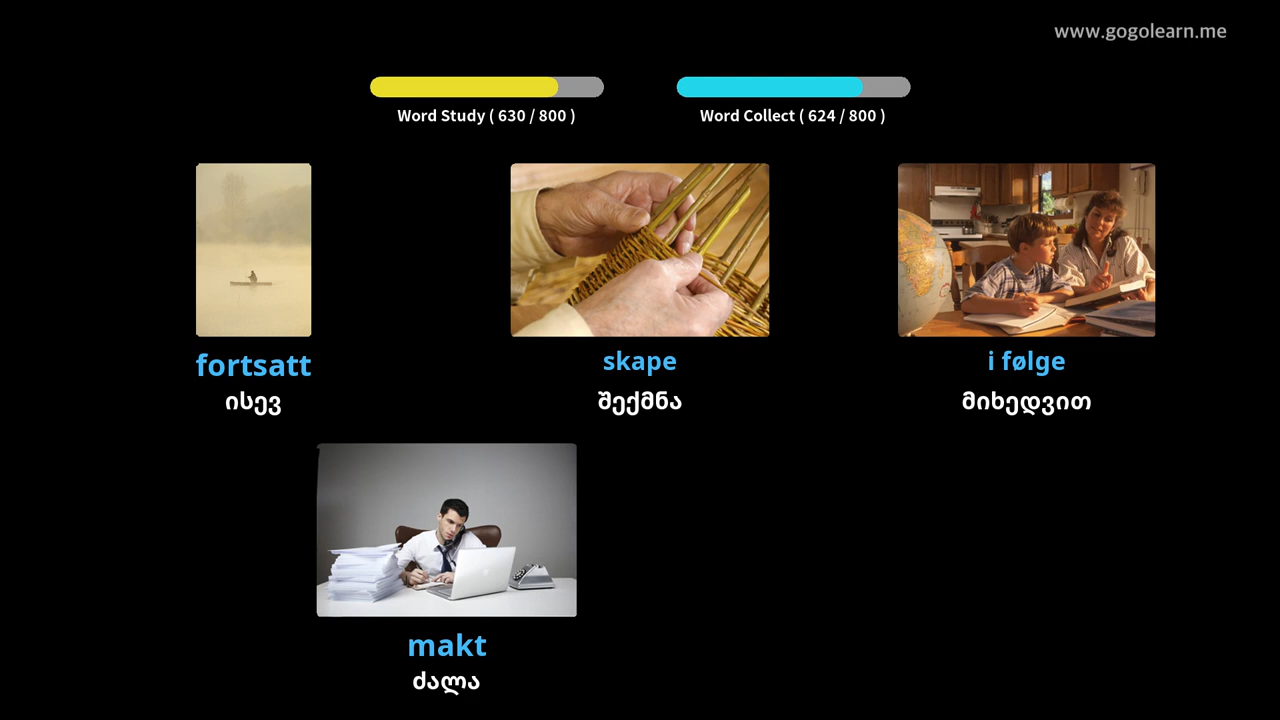 www.gogolearn.me
Word Study ( 630 / 800 )
Word Collect ( 624 / 800 )
fortsatt
ისევ
skape
შექმნა
i følge
მიხედვით
makt
ძალა